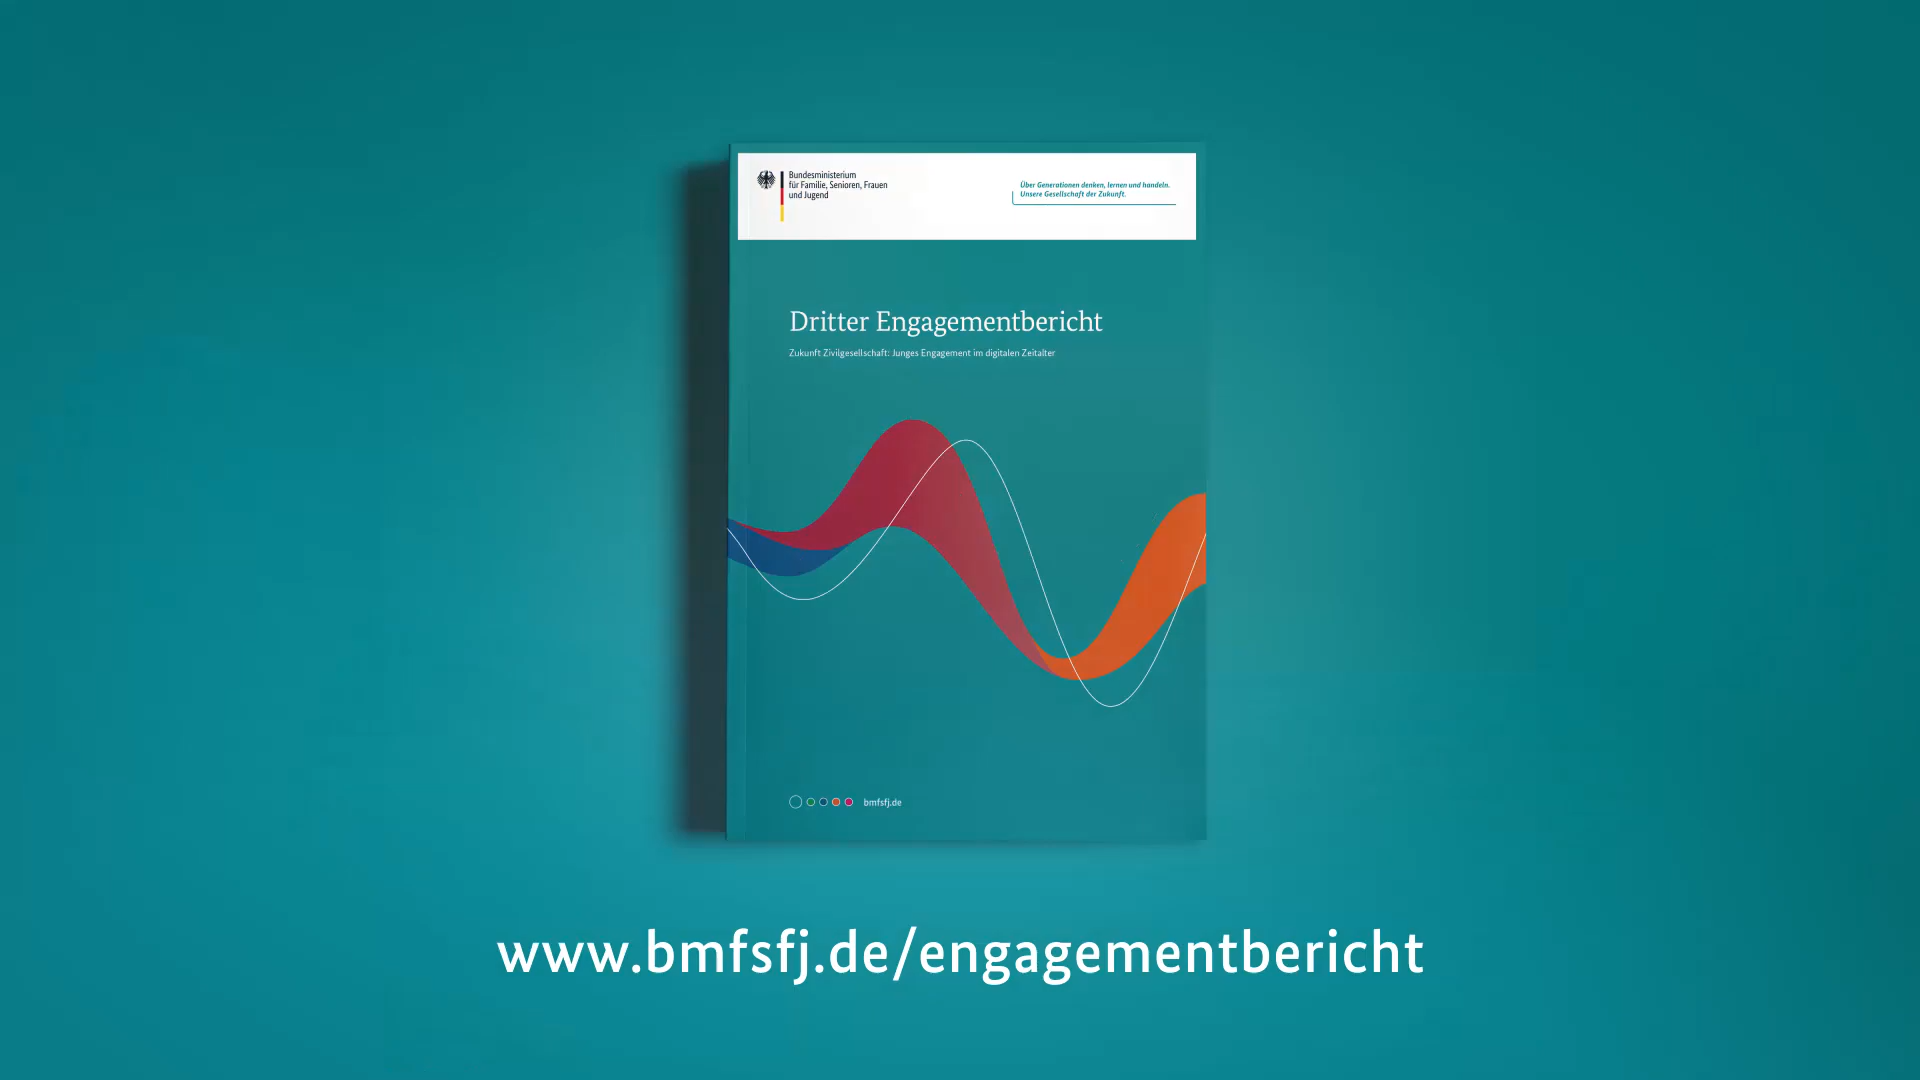 Bundesministerium
für Familie, Senioren, Frauen
und Jugend
Über Generationen denken, lernen und handeln.
Unsere Gesellschaft der Zukunft.
Dritter Engagementbericht
Zukunft Zivilgesellschaft: Junges Engagement im digitalen Zeitalter
bmfsfj.de
www.bmfsfj.de/engagementbericht